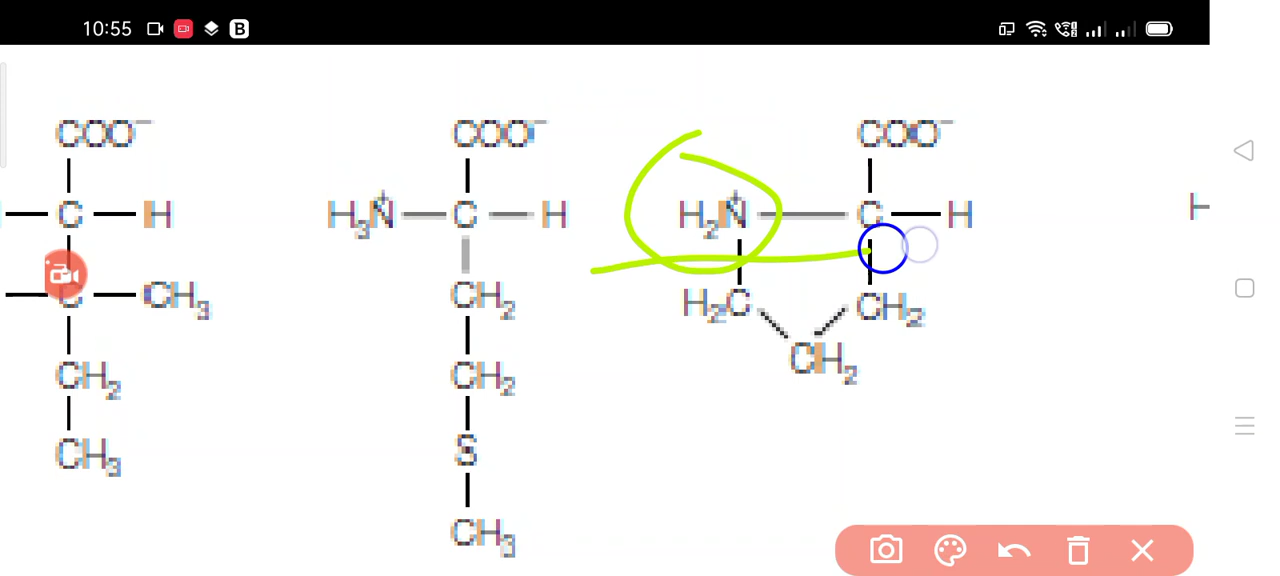 10:55 B
COO⁻ COO⁻ COO⁻
C H H₃N⁺ C H H₂N⁺ C H
C CH₃ CH₂ H₂C CH₂
CH₂
CH₂ CH₂
CH₃ S
CH₃